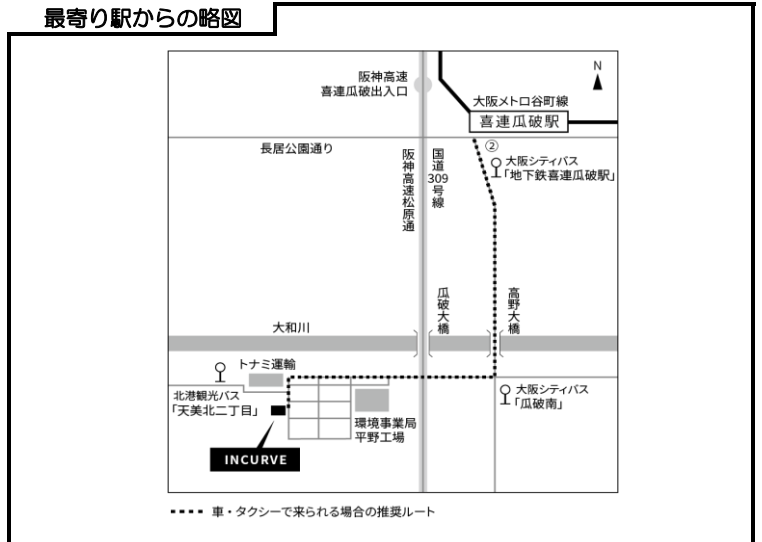 最寄り駅からの略図
阪神高速
喜連瓜破出入口
N
大阪メトロ谷町線
喜連瓜破駅
長居公園通り
②
大阪シティバス
「地下鉄喜連瓜破駅」
阪神高速松原通
国道309号線
瓜破大橋
高野大橋
大和川
トナミ運輸
北港観光バス
「天美北二丁目」
環境事業局
平野工場
大阪シティバス
「瓜破南」
INCURVE
車・タクシーで来られる場合の推奨ルート